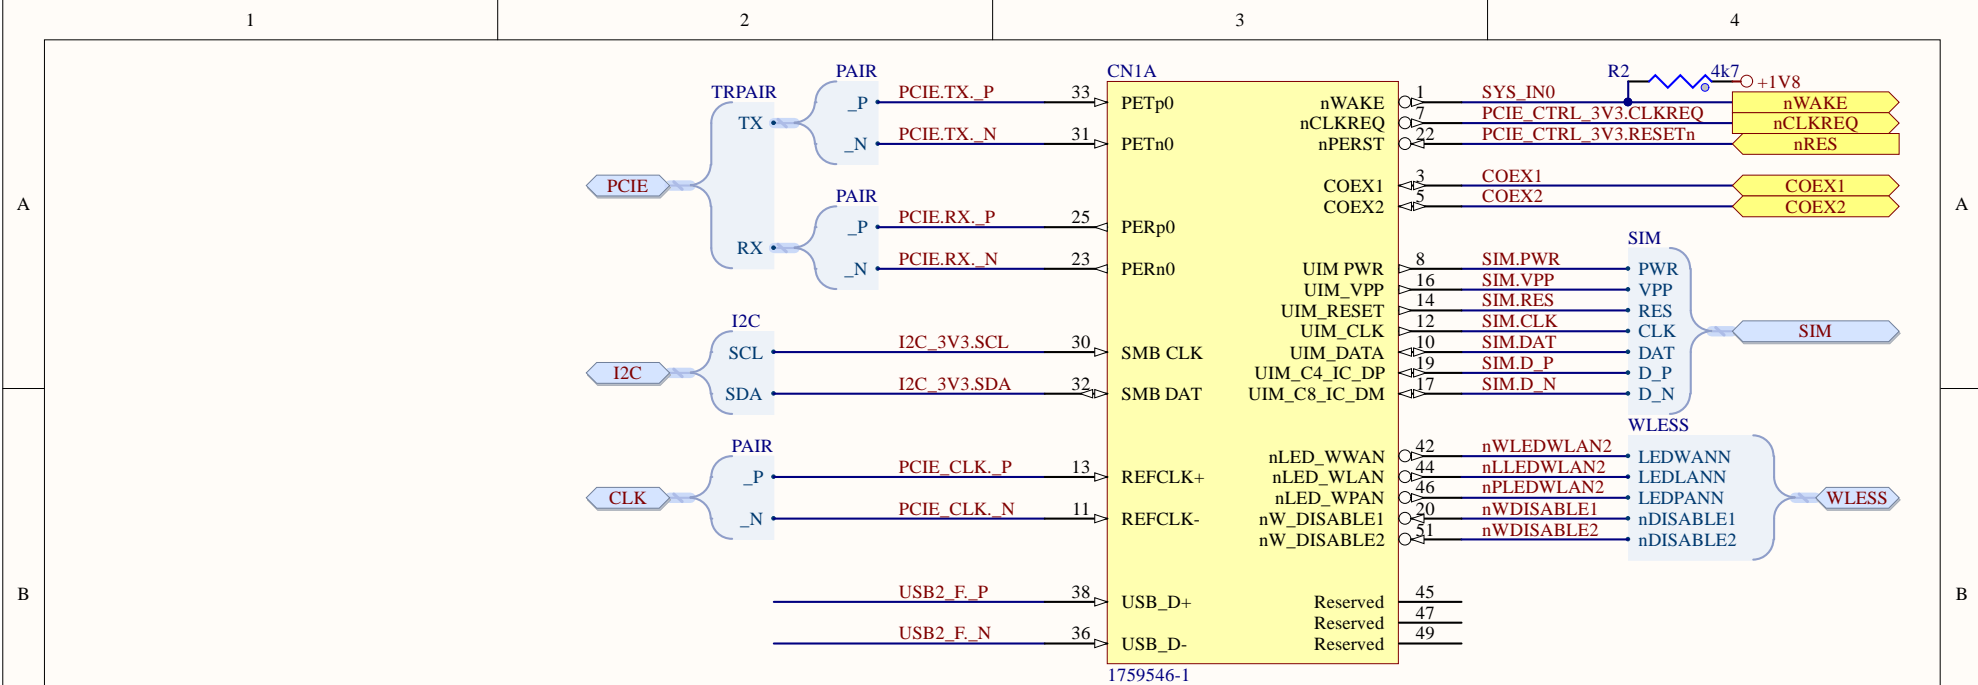 1 2 3 4
A A
B B
CN1A
PCIE
TRPAIR
TX
RX
PAIR
_P
_N
PCIE.TX._P 33 PETp0
PCIE.TX._N 31 PETn0
PAIR
_P
_N
PCIE.RX._P 25 PERp0
PCIE.RX._N 23 PERn0
I2C
I2C
SCL I2C_3V3.SCL 30 SMB CLK
SDA I2C_3V3.SDA 32 SMB DAT
CLK
PAIR
_P PCIE_CLK._P 13 REFCLK+
_N PCIE_CLK._N 11 REFCLK-
USB2_F._P 38 USB_D+
USB2_F._N 36 USB_D-
R2 4k7 +1V8
nWAKE 1 SYS_IN0 nWAKE
nCLKREQ 7 PCIE_CTRL_3V3.CLKREQ nCLKREQ
nPERST 22 PCIE_CTRL_3V3.RESETn nRES
COEX1 3 COEX1 COEX1
COEX2 5 COEX2 COEX2
SIM
UIM PWR 8 SIM.PWR PWR
UIM_VPP 16 SIM.VPP VPP
UIM_RESET 14 SIM.RES RES
UIM_CLK 12 SIM.CLK CLK SIM
UIM_DATA 10 SIM.DAT DAT
UIM_C4_IC_DP 19 SIM.D_P D_P
UIM_C8_IC_DM 17 SIM.D_N D_N
WLESS
nLED_WWAN 42 nWLEDWLAN2 LEDWANN
nLED_WLAN 44 nLLEDWLAN2 LEDLANN
nLED_WPAN 46 nPLEDWLAN2 LEDPANN WLESS
nW_DISABLE1 20 nWDISABLE1 nDISABLE1
nW_DISABLE2 51 nWDISABLE2 nDISABLE2
Reserved 45
Reserved 47
Reserved 49
1759546-1